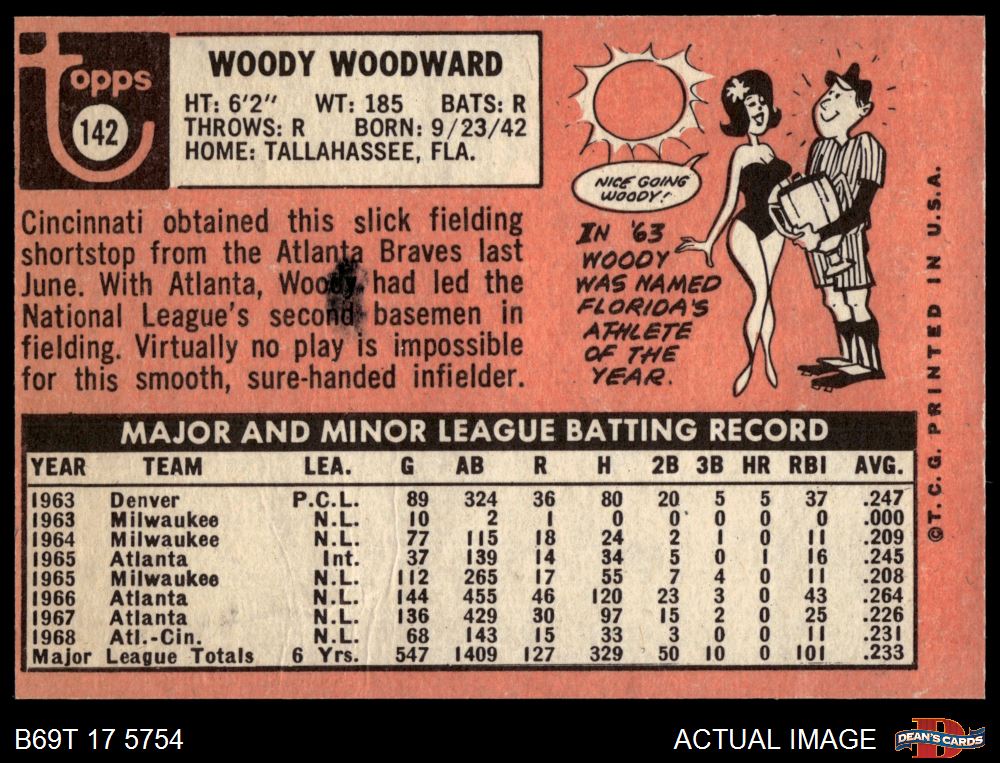 Topps
142
WOODY WOODWARD
HT: 6'2" WT: 185 BATS: R
THROWS: R BORN: 9/23/42
HOME: TALLAHASSEE, FLA.
Cincinnati obtained this slick fielding
shortstop from the Atlanta Braves last
June. With Atlanta, Woody had led the
National League's second basemen in
fielding. Virtually no play is impossible
for this smooth, sure-handed infielder.
NICE GOING
WOODY!
IN '63
WOODY
WAS NAMED
FLORIDA'S
ATHLETE
OF THE
YEAR.
©T.C.G. PRINTED IN U.S.A.
MAJOR AND MINOR LEAGUE BATTING RECORD
YEAR TEAM LEA. G AB R H 2B 3B HR RBI AVG.
1963 Denver P.C.L. 89 324 36 80 20 5 5 37 .247
1963 Milwaukee N.L. 10 2 1 0 0 0 0 0 .000
1964 Milwaukee N.L. 77 115 18 24 2 1 0 11 .209
1965 Atlanta Int. 37 139 14 34 5 0 1 16 .245
1965 Milwaukee N.L. 112 265 17 55 7 4 0 11 .208
1966 Atlanta N.L. 144 455 46 120 23 3 0 43 .264
1967 Atlanta N.L. 136 429 30 97 15 2 0 25 .226
1968 Atl.-Cin. N.L. 68 143 15 33 3 0 0 11 .231
Major League Totals 6 Yrs. 547 1409 127 329 50 10 0 101 .233
B69T 17 5754
ACTUAL IMAGE
DEAN'S CARDS